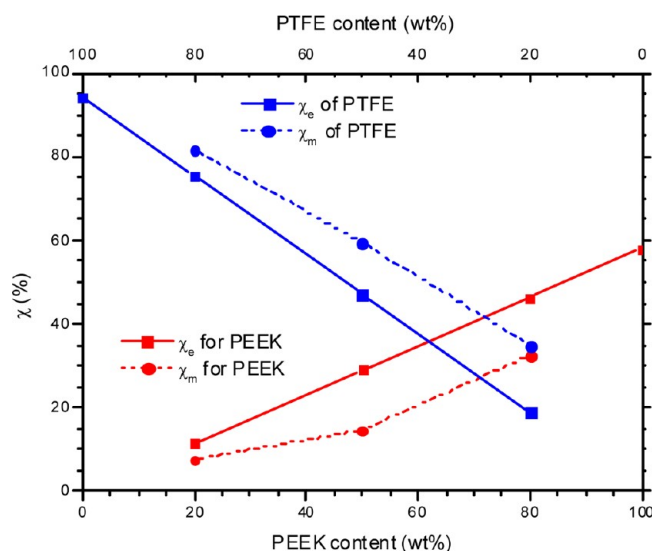 PTFE content (wt%)
100 80 60 40 20 0
100
80
60
40
20
0
χ (%)
χe of PTFE
χm of PTFE
χe for PEEK
χm for PEEK
0 20 40 60 80 100
PEEK content (wt%)